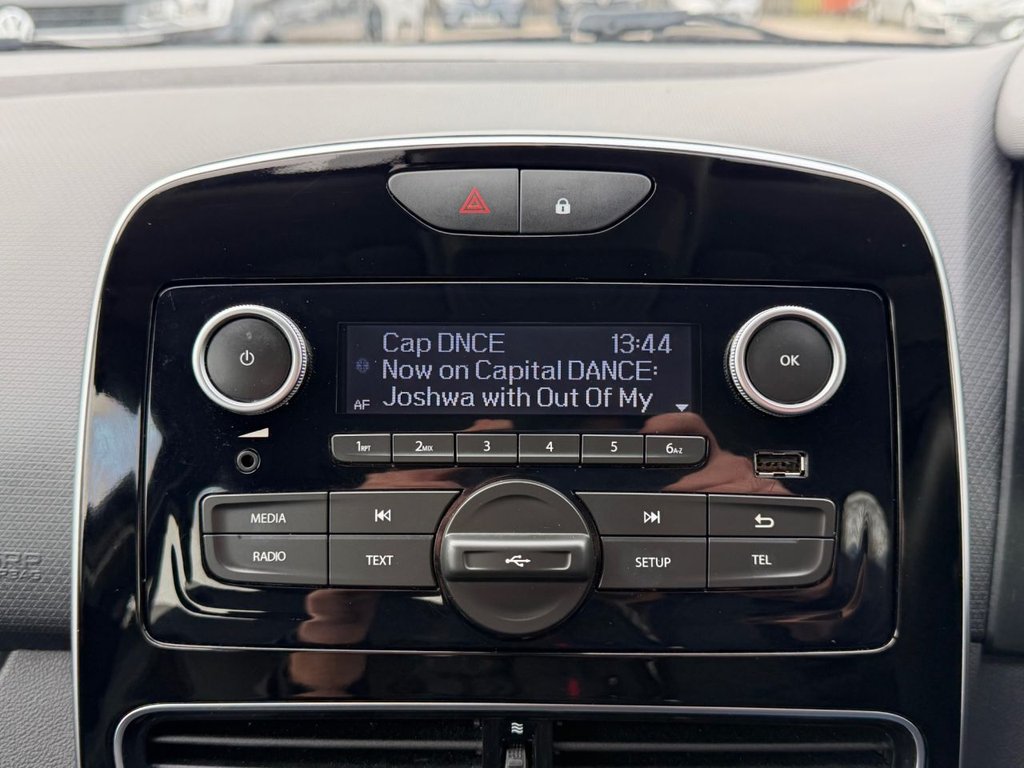 Cap DNCE 13:44
Now on Capital DANCE:
AF Joshwa with Out Of My
OK
1RPT 2MIX 3 4 5 6A-Z
MEDIA
RADIO TEXT SETUP TEL